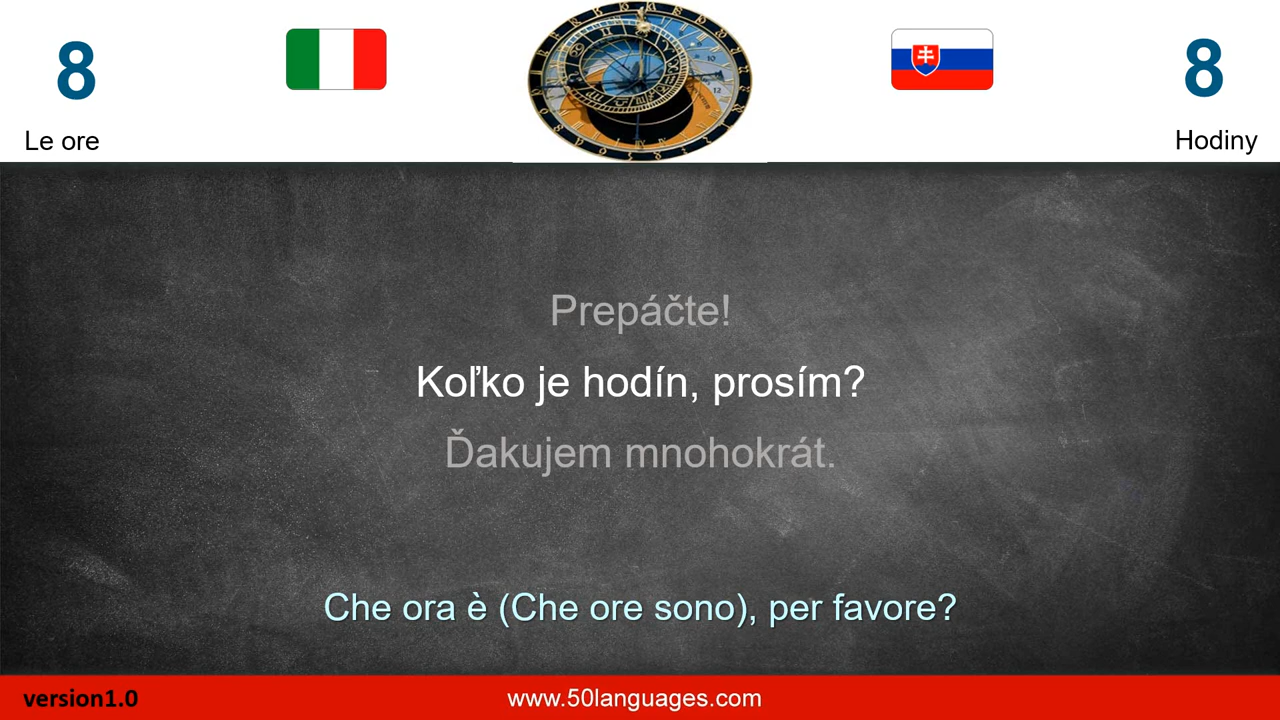 8
8
Le ore
Hodiny
Prepáčte!
Koľko je hodín, prosím?
Ďakujem mnohokrát.
Che ora è (Che ore sono), per favore?
version1.0
www.50languages.com